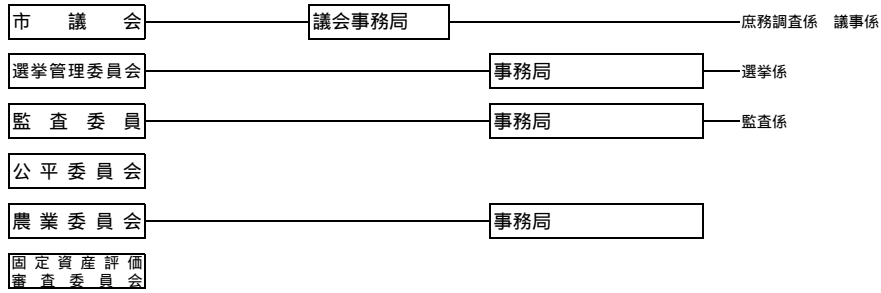 市議会 議会事務局 庶務調査係 議事係
選挙管理委員会 事務局 選挙係
監査委員 事務局 監査係
公平委員会
農業委員会 事務局
固定資産評価
審査委員会